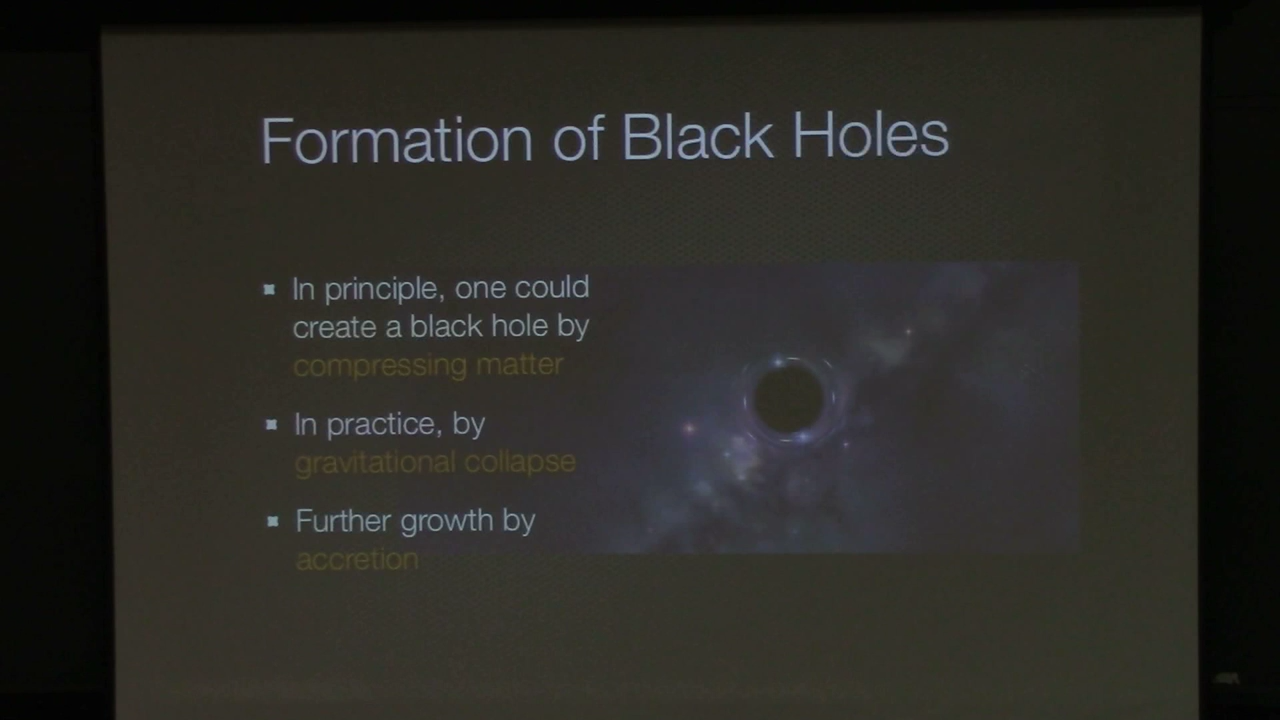 Formation of Black Holes
In principle, one could
create a black hole by
compressing matter
In practice, by
gravitational collapse
Further growth by
accretion